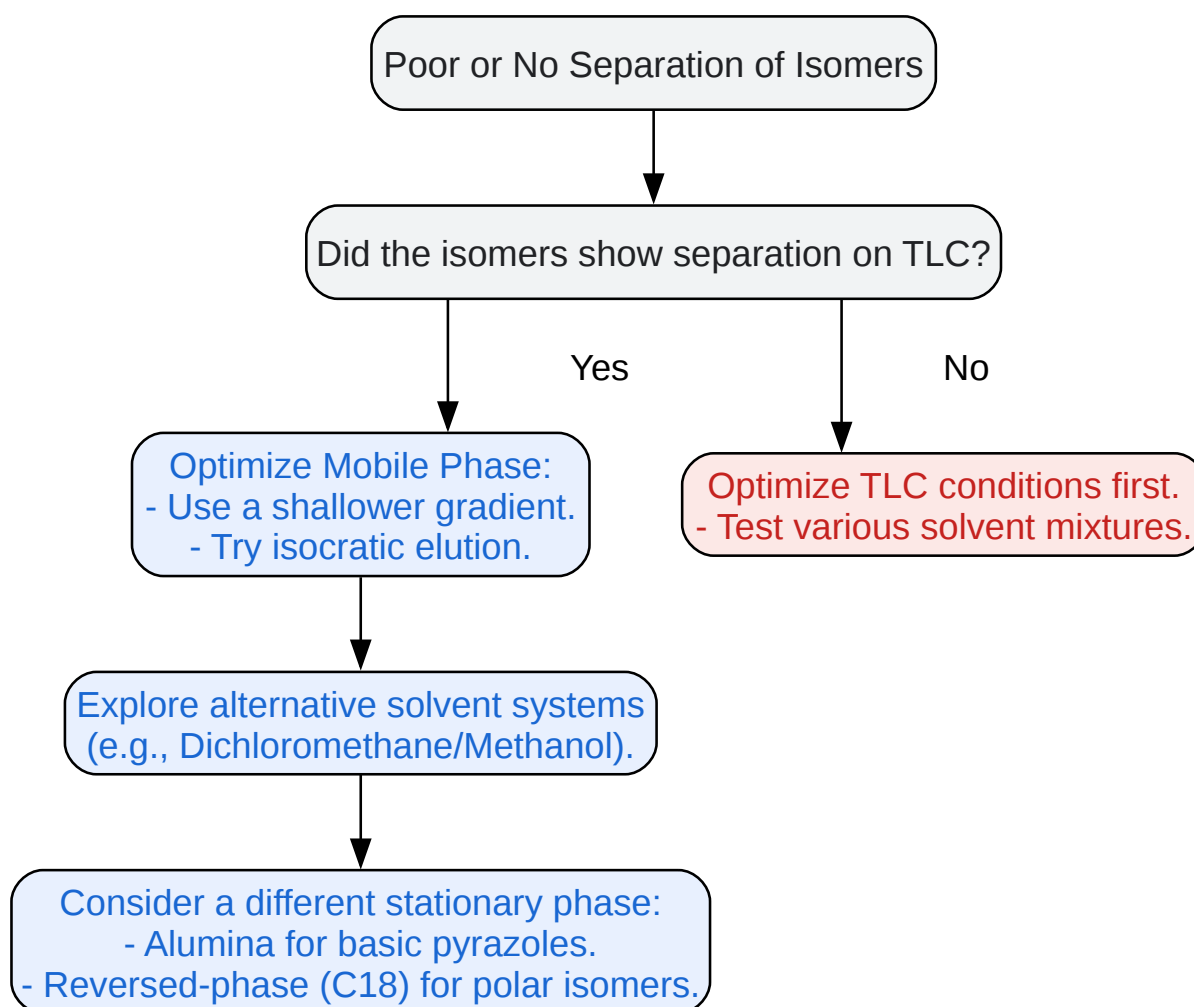 Poor or No Separation of Isomers
Did the isomers show separation on TLC?
Yes
No
Optimize Mobile Phase:
- Use a shallower gradient.
- Try isocratic elution.
Optimize TLC conditions first.
- Test various solvent mixtures.
Explore alternative solvent systems
(e.g., Dichloromethane/Methanol).
Consider a different stationary phase:
- Alumina for basic pyrazoles.
- Reversed-phase (C18) for polar isomers.